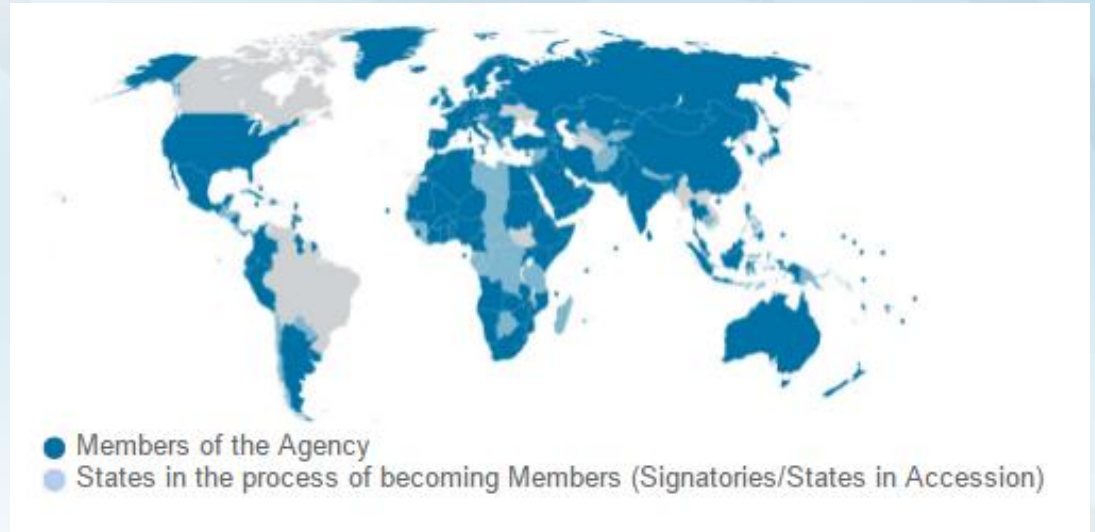 Members of the Agency
States in the process of becoming Members (Signatories/States in Accession)